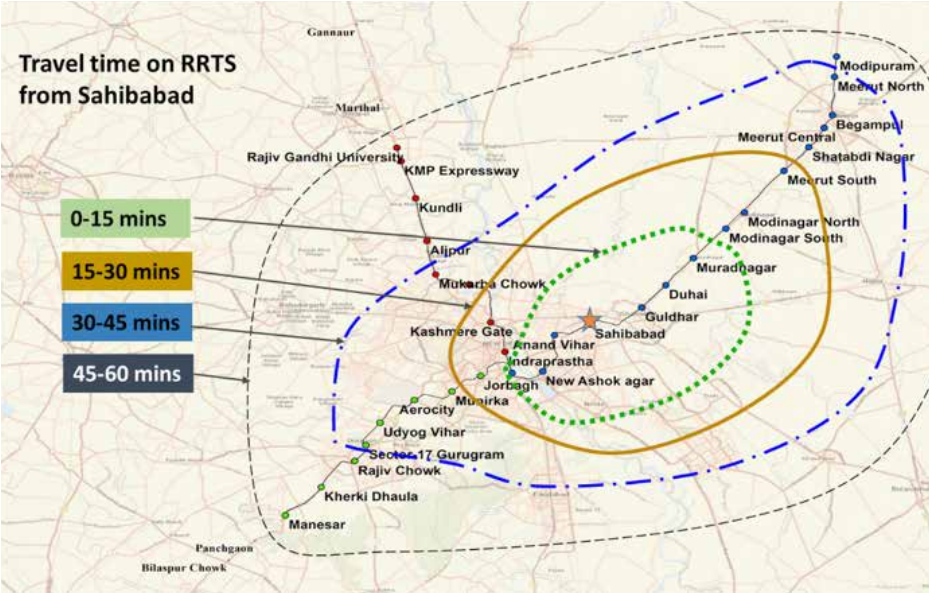 Gannaur
Travel time on RRTS
from Sahibabad
Modipuram
Meerut North
Murthal
Begampul
Meerut Central
Rajiv Gandhi University
Shatabdi Nagar
KMP Expressway
Meerut South
0-15 mins
Kundli
Modinagar North
Modinagar South
Alipur
15-30 mins
Muradnagar
Mukarba Chowk
Duhai
Guldhar
30-45 mins
Kashmere Gate
Sahibabad
Anand Vihar
Indraprastha
45-60 mins
Jorbagh
New Ashok agar
Munirka
Aerocity
Udyog Vihar
Sector 17 Gurugram
Rajiv Chowk
Kherki Dhaula
Manesar
Panchgaon
Bilaspur Chowk